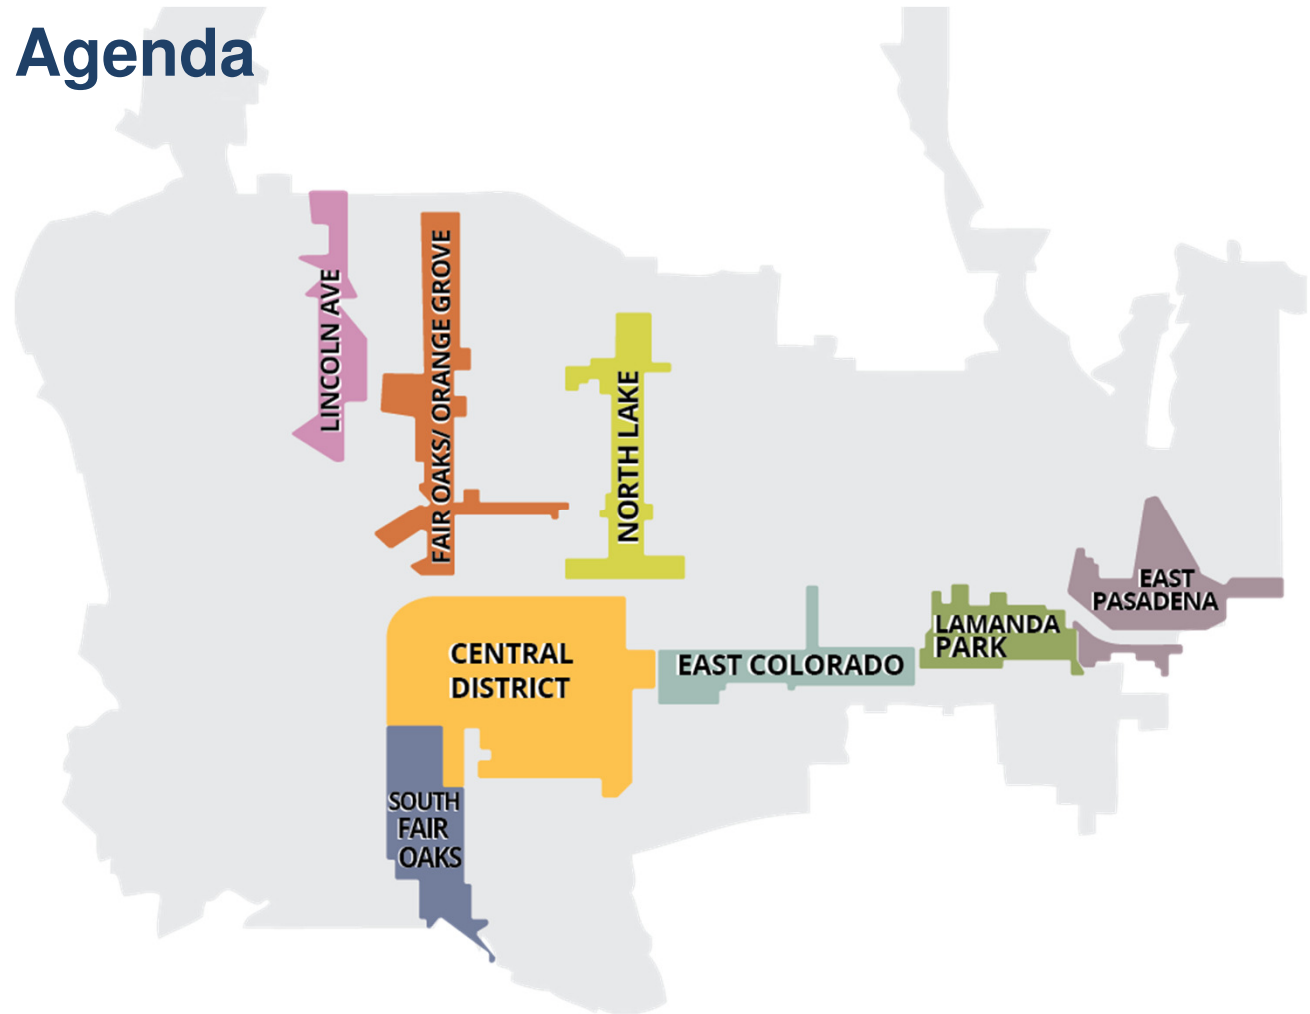 Agenda
LINCOLN AVE
FAIR OAKS/ ORANGE GROVE
NORTH LAKE
EAST
PASADENA
LAMANDA
PARK
CENTRAL
DISTRICT
EAST COLORADO
SOUTH
FAIR
OAKS